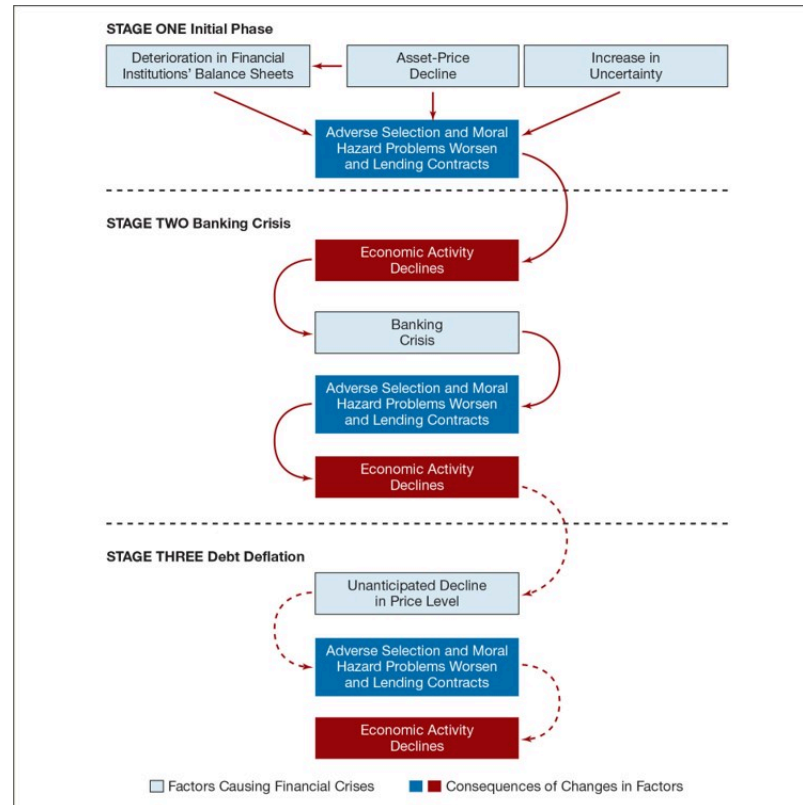 STAGE ONE Initial Phase
Deterioration in Financial
Institutions' Balance Sheets
Asset-Price
Decline
Increase in
Uncertainty
Adverse Selection and Moral
Hazard Problems Worsen
and Lending Contracts
STAGE TWO Banking Crisis
Economic Activity
Declines
Banking
Crisis
Adverse Selection and Moral
Hazard Problems Worsen
and Lending Contracts
Economic Activity
Declines
STAGE THREE Debt Deflation
Unanticipated Decline
in Price Level
Adverse Selection and Moral
Hazard Problems Worsen
and Lending Contracts
Economic Activity
Declines
Factors Causing Financial Crises
Consequences of Changes in Factors